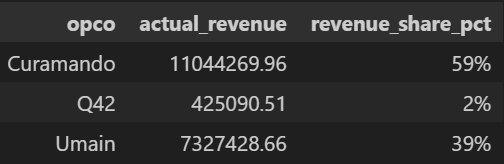 opco actual_revenue revenue_share_pct
Curamando 11044269.96 59%
Q42 425090.51 2%
Umain 7327428.66 39%